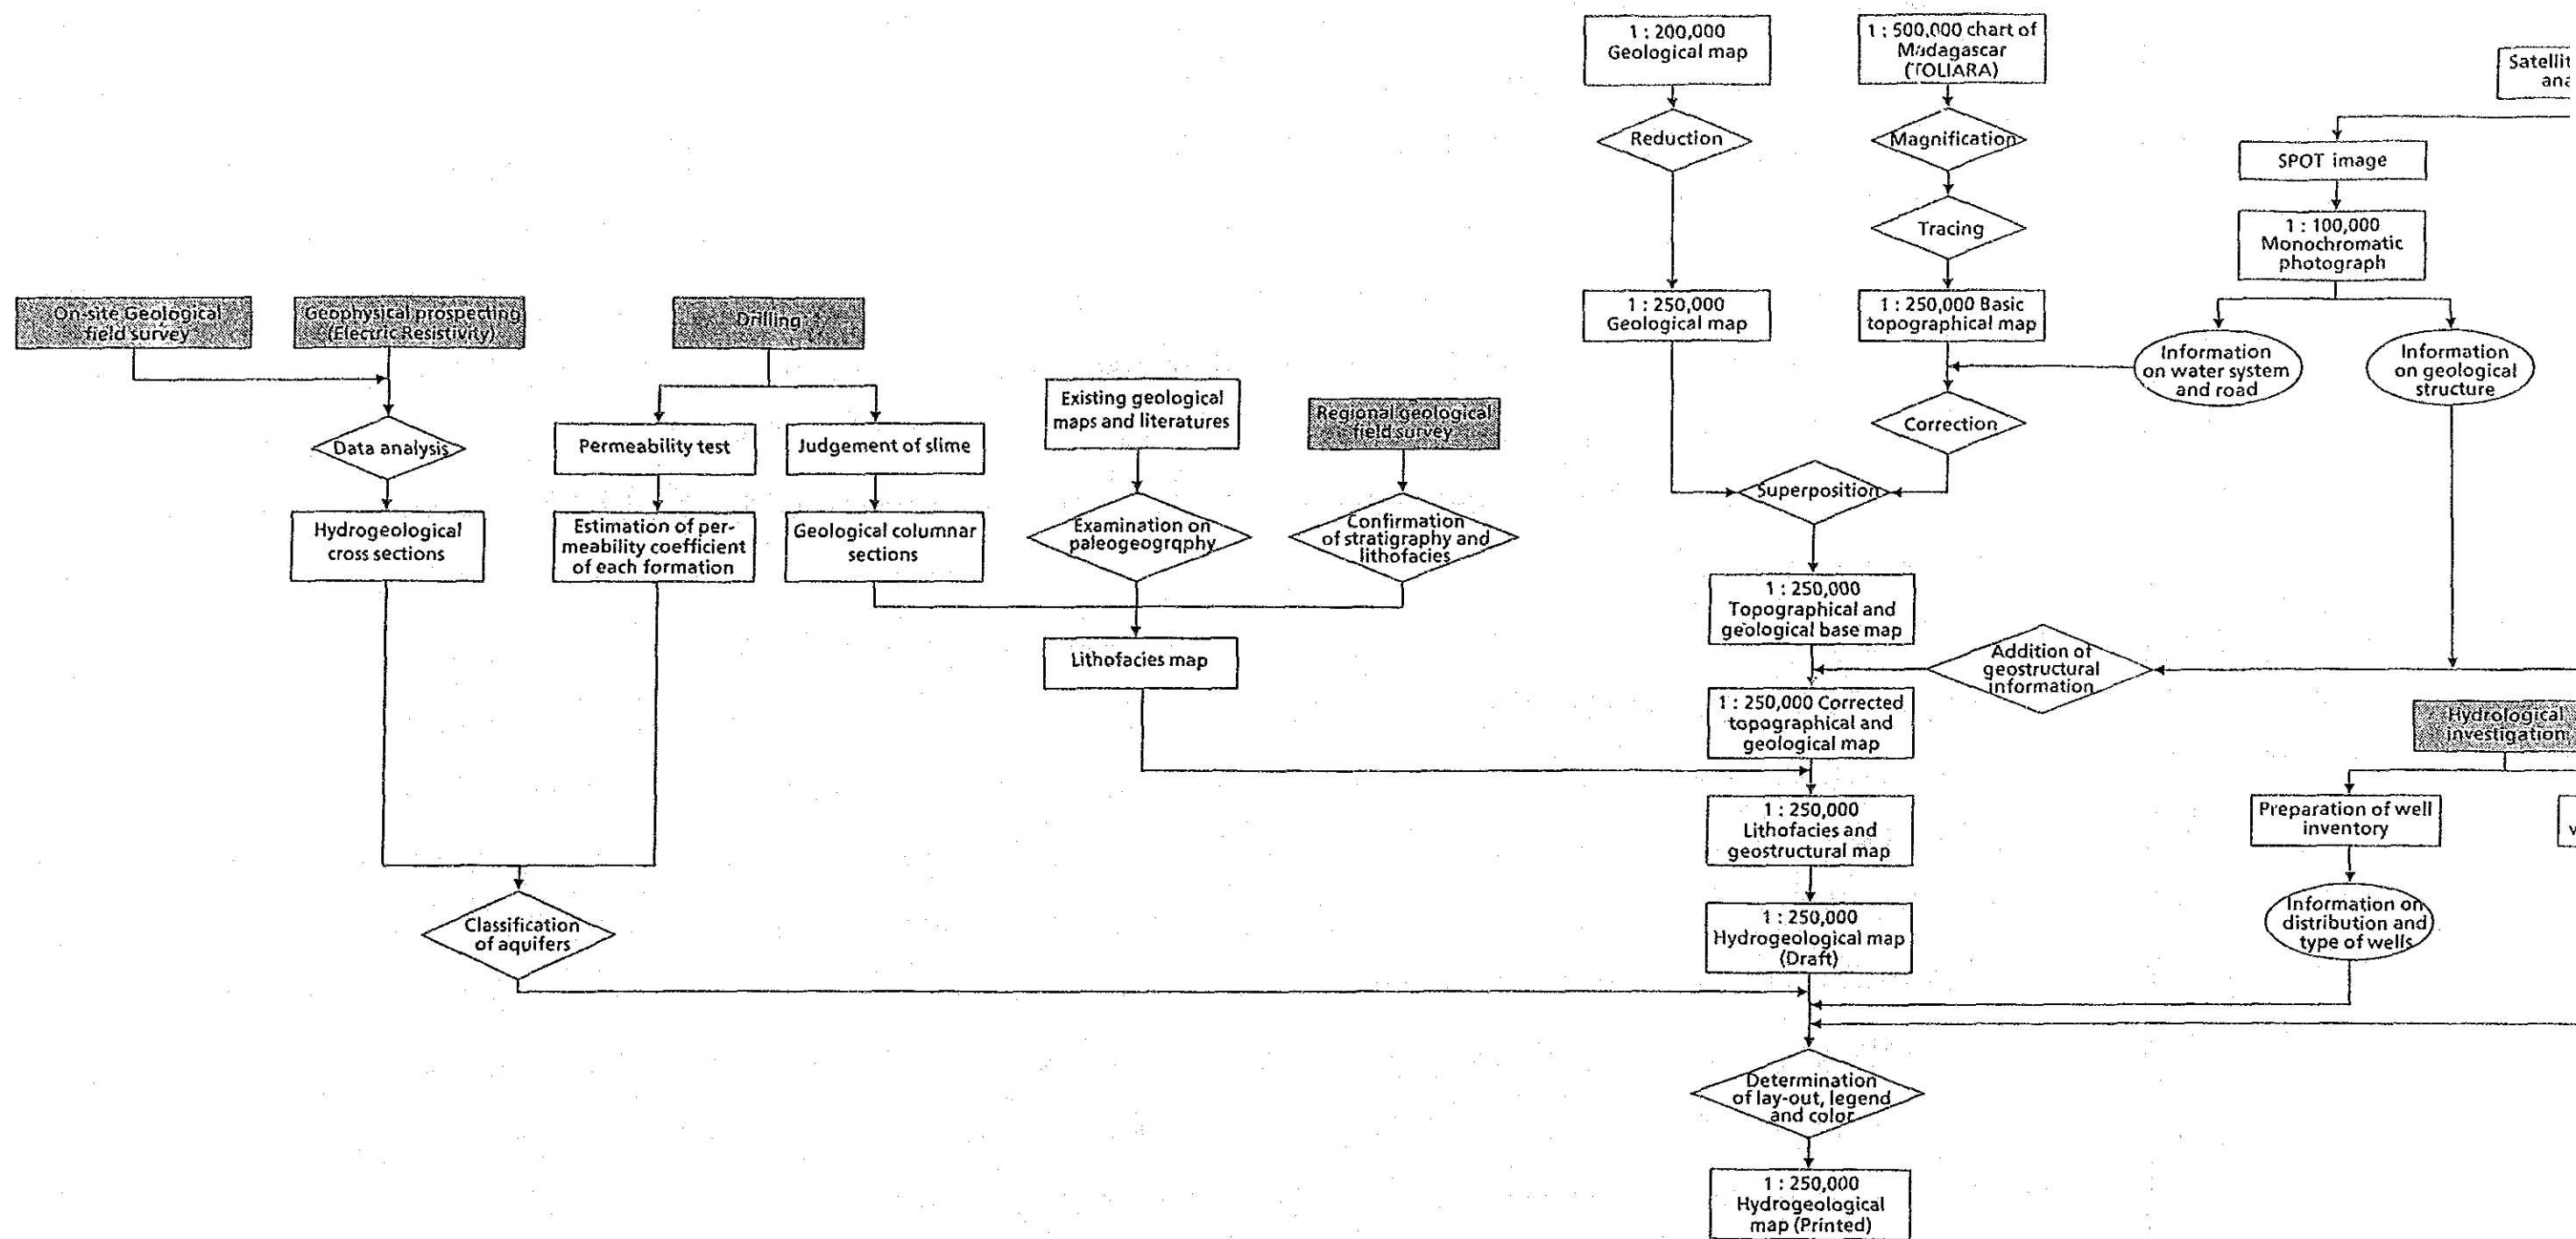 1 : 200,000
Geological map
1 : 500,000 chart of
Madagascar
(TOLIARA)
Reduction
Magnification
SPOT image
Tracing
1 : 100,000
Monochromatic
photograph
On-site Geological
field survey
Geophysical prospecting
(Electric Resistivity)
Drilling
1 : 250,000
Geological map
1 : 250,000 Basic
topographical map
Information
on water system
and road
Information
on geological
structure
Existing geological
maps and literatures
Regional geological
field survey
Correction
Data analysis
Permeability test
Judgement of slime
Superposition
Hydrogeological
cross sections
Estimation of per-
meability coefficient
of each formation
Geological columnar
sections
Examination on
paleogeogrqphy
Confirmation
of stratigraphy and
lithofacies
1 : 250,000
Topographical and
geological base map
Lithofacies map
Addition of
geostructural
information
1 : 250,000 Corrected
topographical and
geological map
Hydrological
investigation
1 : 250,000
Lithofacies and
geostructural map
Preparation of well
inventory
Classification
of aquifers
1 : 250,000
Hydrogeological map
(Draft)
Information on
distribution and
type of wells
Determination
of lay-out, legend
and color
1 : 250,000
Hydrogeological
map (Printed)